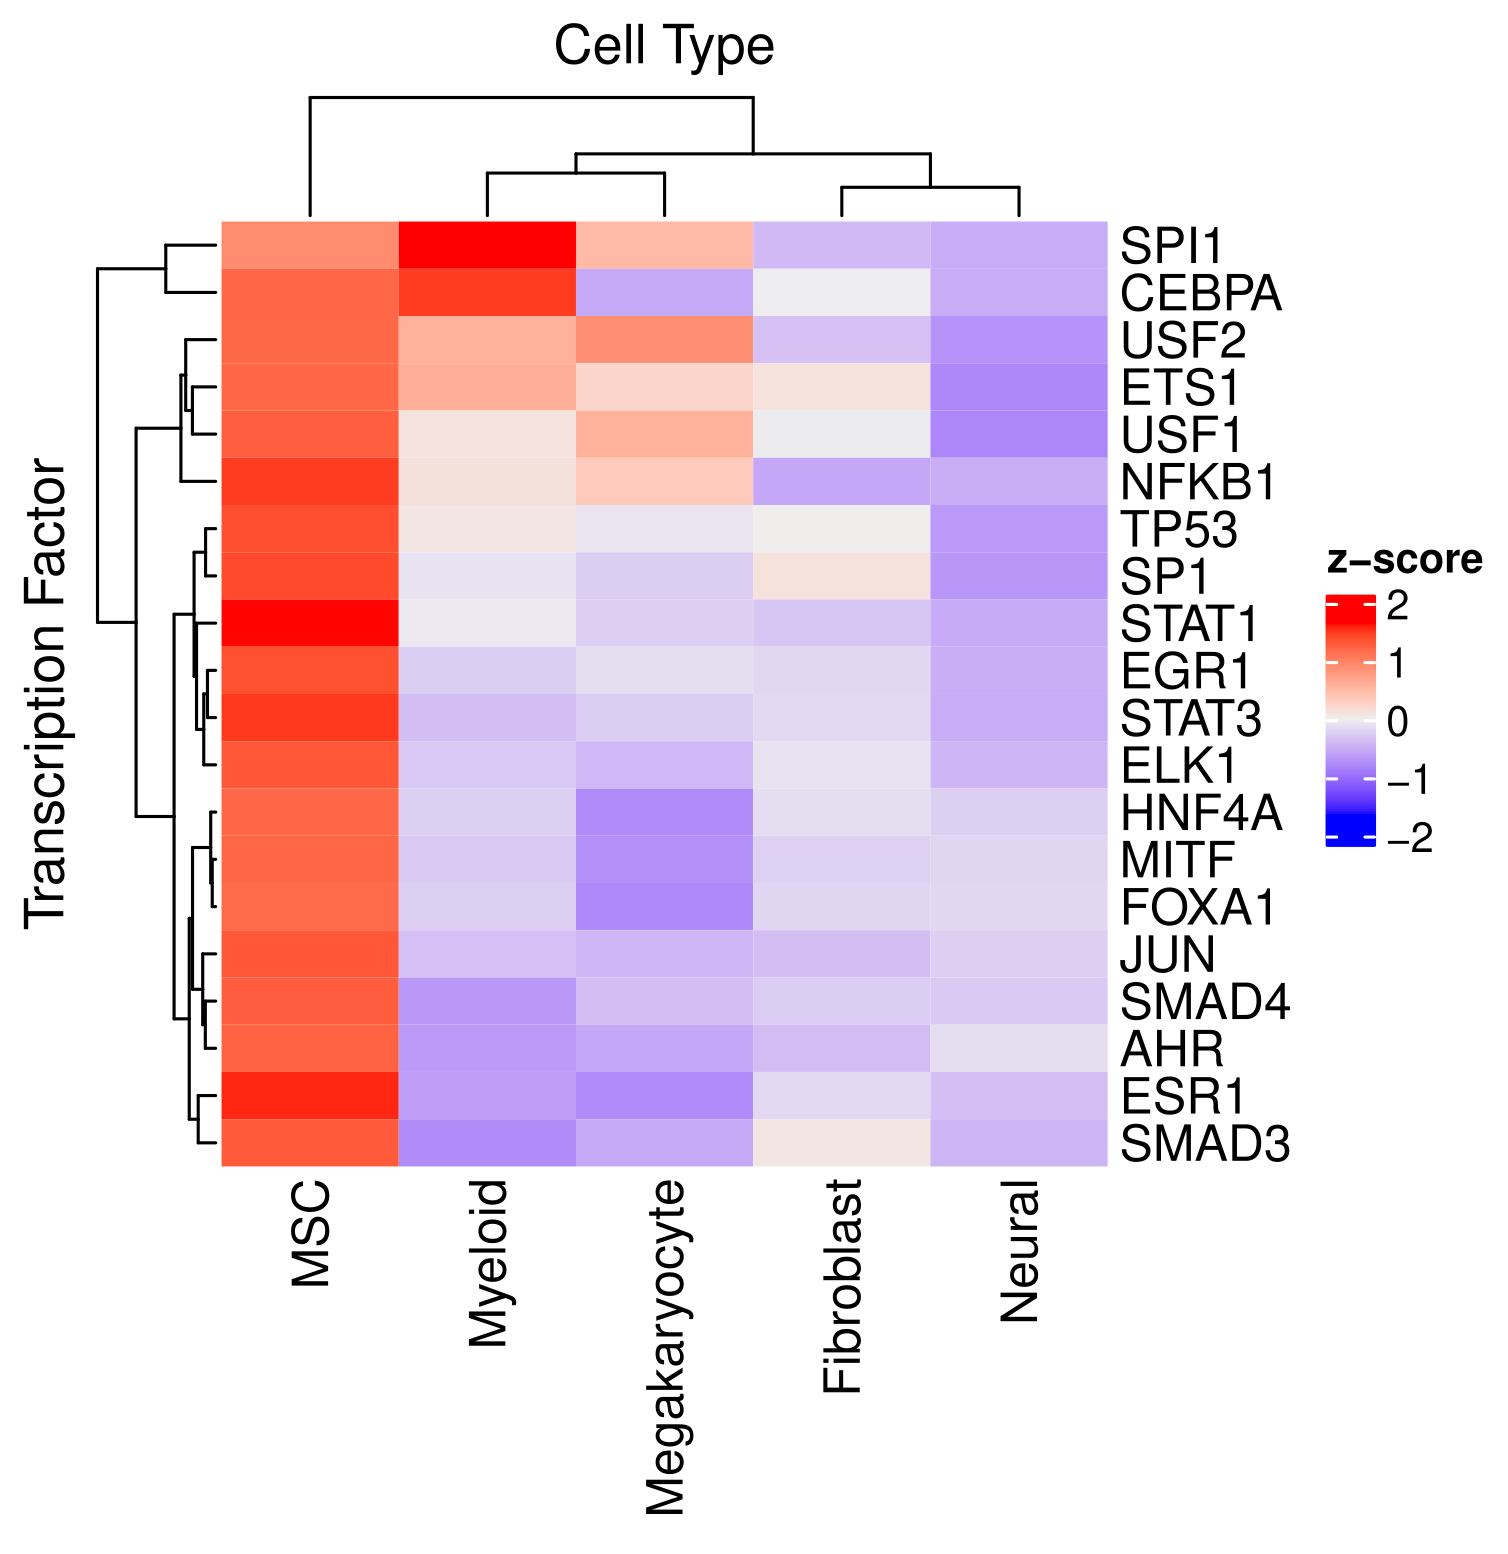 Cell Type
Transcription Factor
SPI1
CEBPA
USF2
ETS1
USF1
NFKB1
TP53
SP1
STAT1
EGR1
STAT3
ELK1
HNF4A
MITF
FOXA1
JUN
SMAD4
AHR
ESR1
SMAD3
z−score
2
1
0
−1
−2
MSC
Myeloid
Megakaryocyte
Fibroblast
Neural